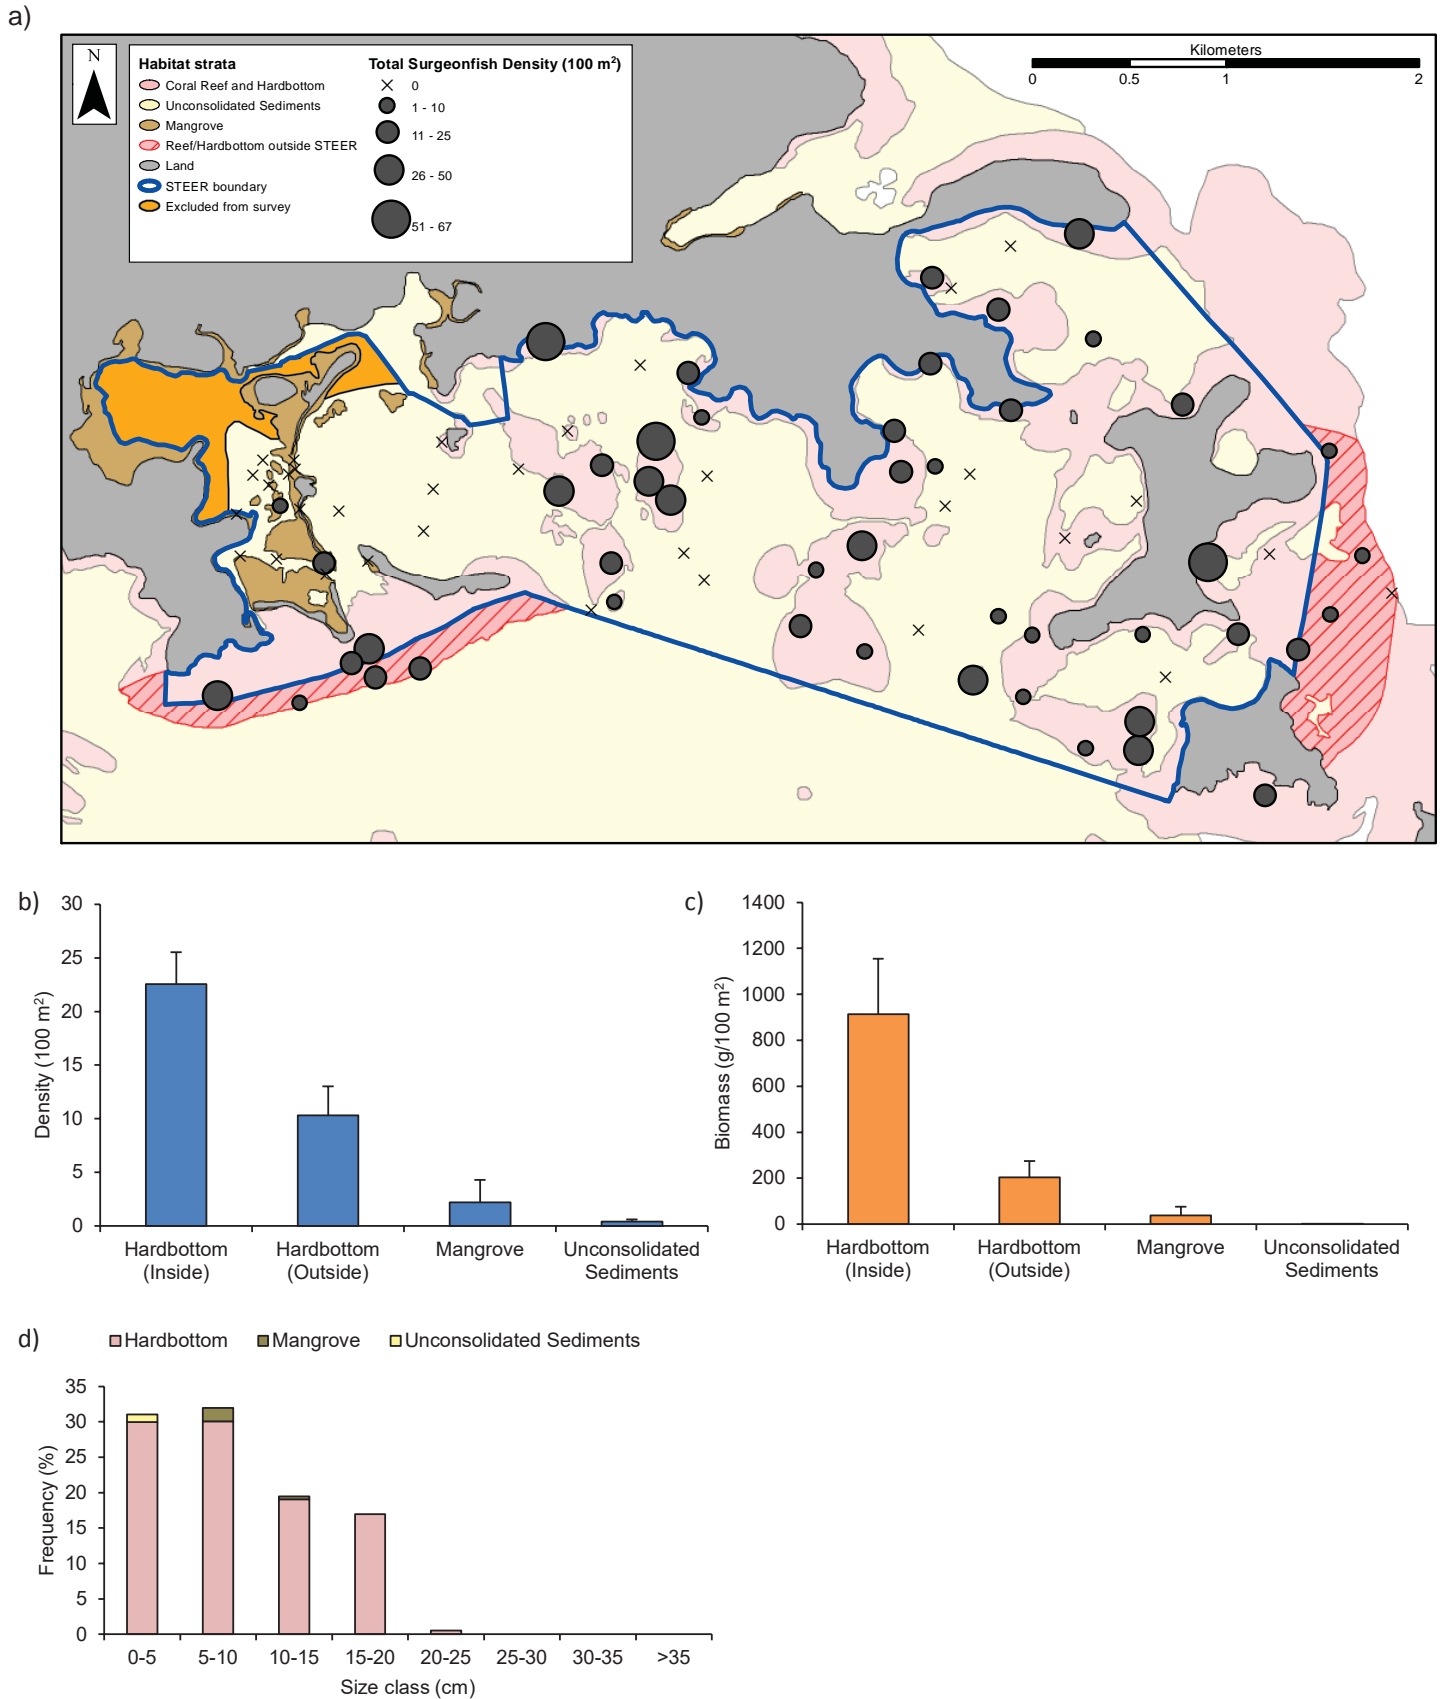 a)
N
Habitat strata
Coral Reef and Hardbottom
Unconsolidated Sediments
Mangrove
Reef/Hardbottom outside STEER
Land
STEER boundary
Excluded from survey
Total Surgeonfish Density (100 m²)
0
1 - 10
11 - 25
26 - 50
51 - 67
Kilometers
0 0.5 1 2
b)
Density (100 m²)
30
25
20
15
10
5
0
Hardbottom (Inside)
Hardbottom (Outside)
Mangrove
Unconsolidated Sediments
c)
Biomass (g/100 m²)
1400
1200
1000
800
600
400
200
0
Hardbottom (Inside)
Hardbottom (Outside)
Mangrove
Unconsolidated Sediments
d)
Hardbottom Mangrove Unconsolidated Sediments
Frequency (%)
35
30
25
20
15
10
5
0
0-5 5-10 10-15 15-20 20-25 25-30 30-35 >35
Size class (cm)